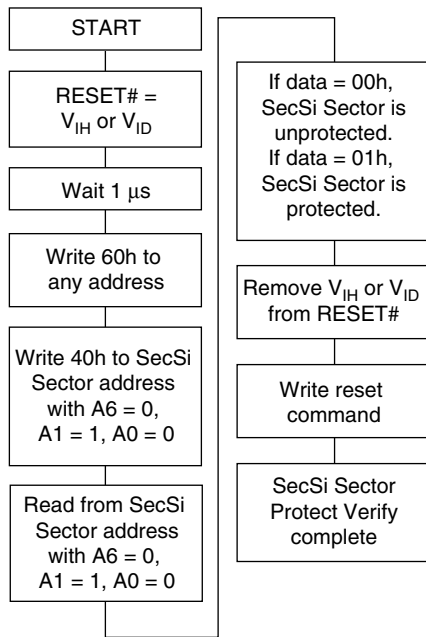 START
RESET# =
V_IH or V_ID
Wait 1 μs
Write 60h to
any address
Write 40h to SecSi
Sector address
with A6 = 0,
A1 = 1, A0 = 0
Read from SecSi
Sector address
with A6 = 0,
A1 = 1, A0 = 0
If data = 00h,
SecSi Sector is
unprotected.
If data = 01h,
SecSi Sector is
protected.
Remove V_IH or V_ID
from RESET#
Write reset
command
SecSi Sector
Protect Verify
complete